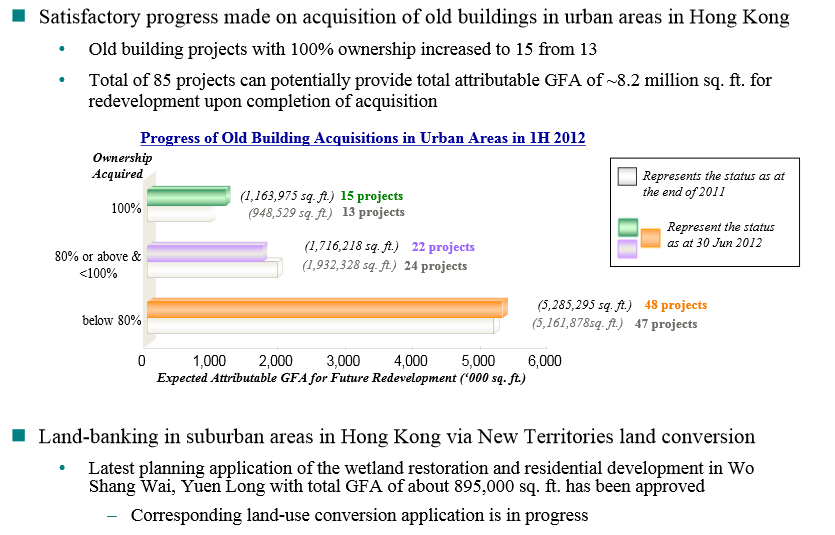 ■ Satisfactory progress made on acquisition of old buildings in urban areas in Hong Kong
• Old building projects with 100% ownership increased to 15 from 13
• Total of 85 projects can potentially provide total attributable GFA of ~8.2 million sq. ft. for
redevelopment upon completion of acquisition
Progress of Old Building Acquisitions in Urban Areas in 1H 2012
Ownership
Acquired
100%
(1,163,975 sq. ft.) 15 projects
(948,529 sq. ft.) 13 projects
80% or above &
<100%
(1,716,218 sq. ft.) 22 projects
(1,932,328 sq. ft.) 24 projects
below 80%
(5,285,295 sq. ft.) 48 projects
(5,161,878sq. ft.) 47 projects
0 1,000 2,000 3,000 4,000 5,000 6,000
Expected Attributable GFA for Future Redevelopment (‘000 sq. ft.)
Represents the status as at
the end of 2011
Represent the status
as at 30 Jun 2012
■ Land-banking in suburban areas in Hong Kong via New Territories land conversion
• Latest planning application of the wetland restoration and residential development in Wo
Shang Wai, Yuen Long with total GFA of about 895,000 sq. ft. has been approved
– Corresponding land-use conversion application is in progress